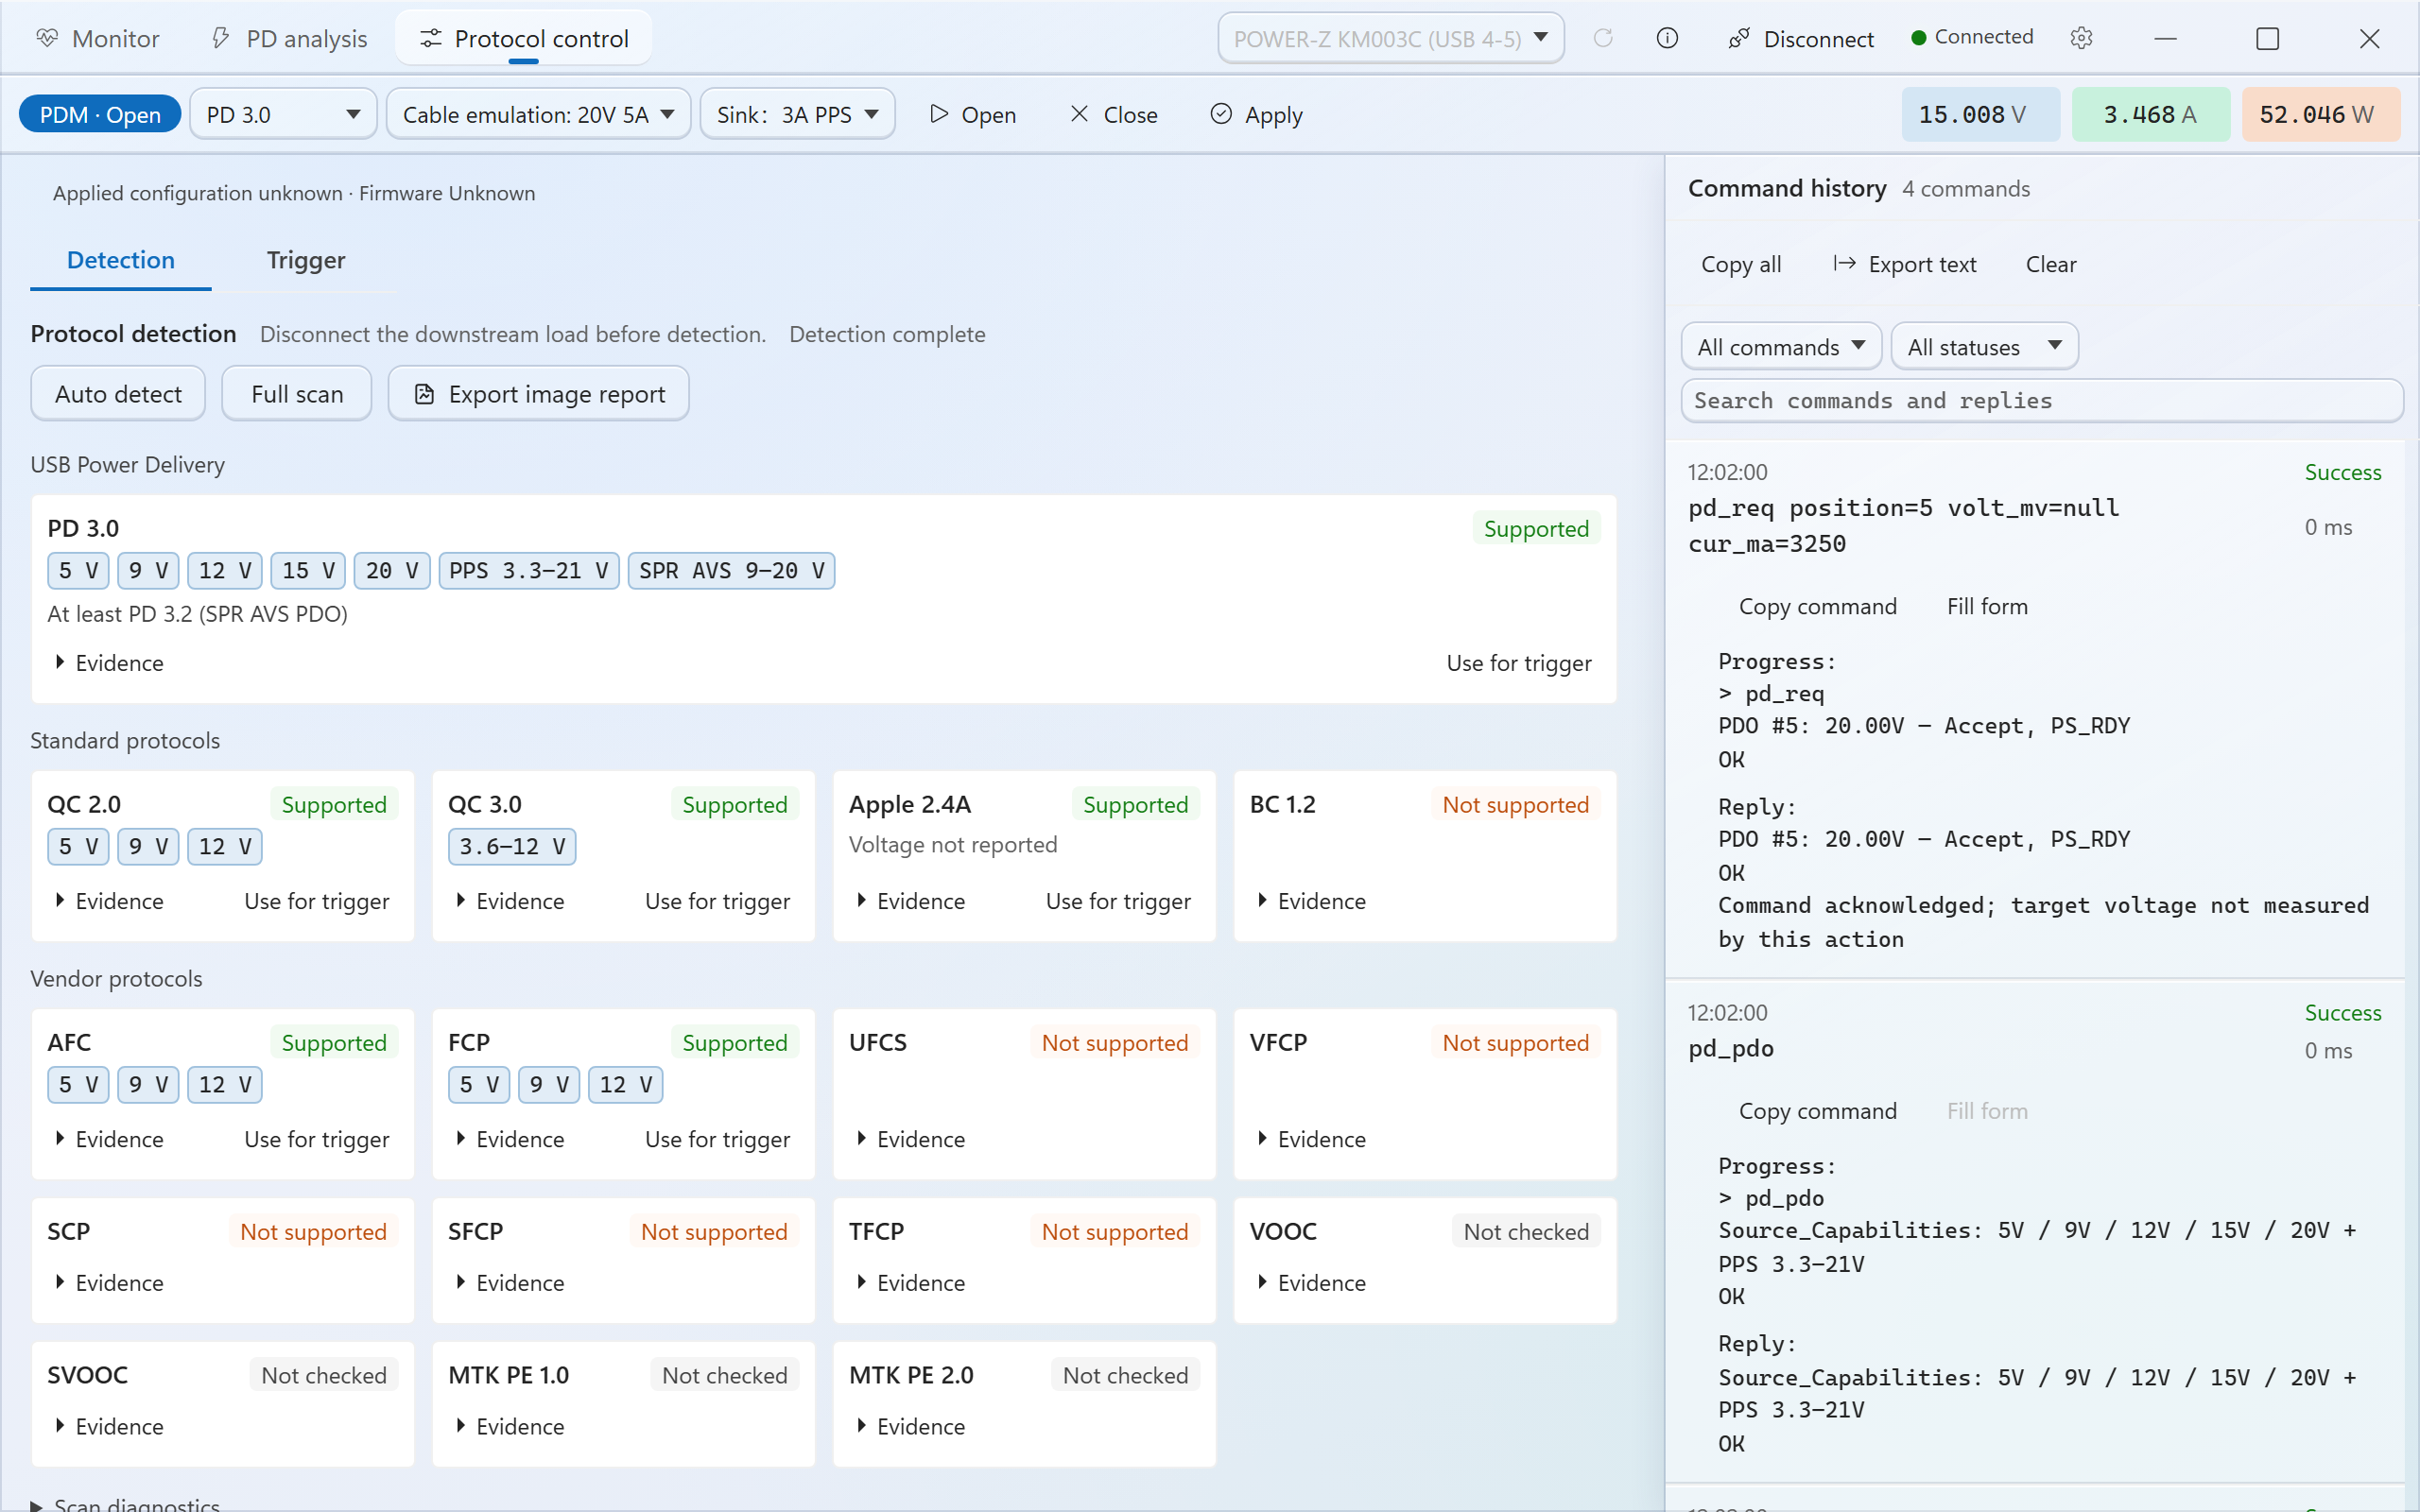 Monitor
PD analysis
Protocol control
POWER-Z KM003C (USB 4-5)
Disconnect
Connected
PDM · Open
PD 3.0
Cable emulation: 20V 5A
Sink: 3A PPS
Open
Close
Apply
15.008 V
3.468 A
52.046 W
Applied configuration unknown · Firmware Unknown
Detection
Trigger
Protocol detection
Disconnect the downstream load before detection.
Detection complete
Auto detect
Full scan
Export image report
USB Power Delivery
PD 3.0
Supported
5 V
9 V
12 V
15 V
20 V
PPS 3.3–21 V
SPR AVS 9–20 V
At least PD 3.2 (SPR AVS PDO)
Evidence
Use for trigger
Standard protocols
QC 2.0
Supported
5 V
9 V
12 V
Evidence
Use for trigger
QC 3.0
Supported
3.6–12 V
Evidence
Use for trigger
Apple 2.4A
Supported
Voltage not reported
Evidence
Use for trigger
BC 1.2
Not supported
Evidence
Vendor protocols
AFC
Supported
5 V
9 V
12 V
Evidence
Use for trigger
FCP
Supported
5 V
9 V
12 V
Evidence
Use for trigger
UFCS
Not supported
Evidence
VFCP
Not supported
Evidence
SCP
Not supported
Evidence
SFCP
Not supported
Evidence
TFCP
Not supported
Evidence
VOOC
Not checked
Evidence
SVOOC
Not checked
Evidence
MTK PE 1.0
Not checked
Evidence
MTK PE 2.0
Not checked
Evidence
Scan diagnostics
Command history
4 commands
Copy all
Export text
Clear
All commands
All statuses
Search commands and replies
12:02:00
Success
pd_req position=5 volt_mv=null
cur_ma=3250
0 ms
Copy command
Fill form
Progress:
> pd_req
PDO #5: 20.00V — Accept, PS_RDY
OK
Reply:
PDO #5: 20.00V — Accept, PS_RDY
OK
Command acknowledged; target voltage not measured
by this action
12:02:00
Success
pd_pdo
0 ms
Copy command
Fill form
Progress:
> pd_pdo
Source_Capabilities: 5V / 9V / 12V / 15V / 20V +
PPS 3.3–21V
OK
Reply:
Source_Capabilities: 5V / 9V / 12V / 15V / 20V +
PPS 3.3–21V
OK